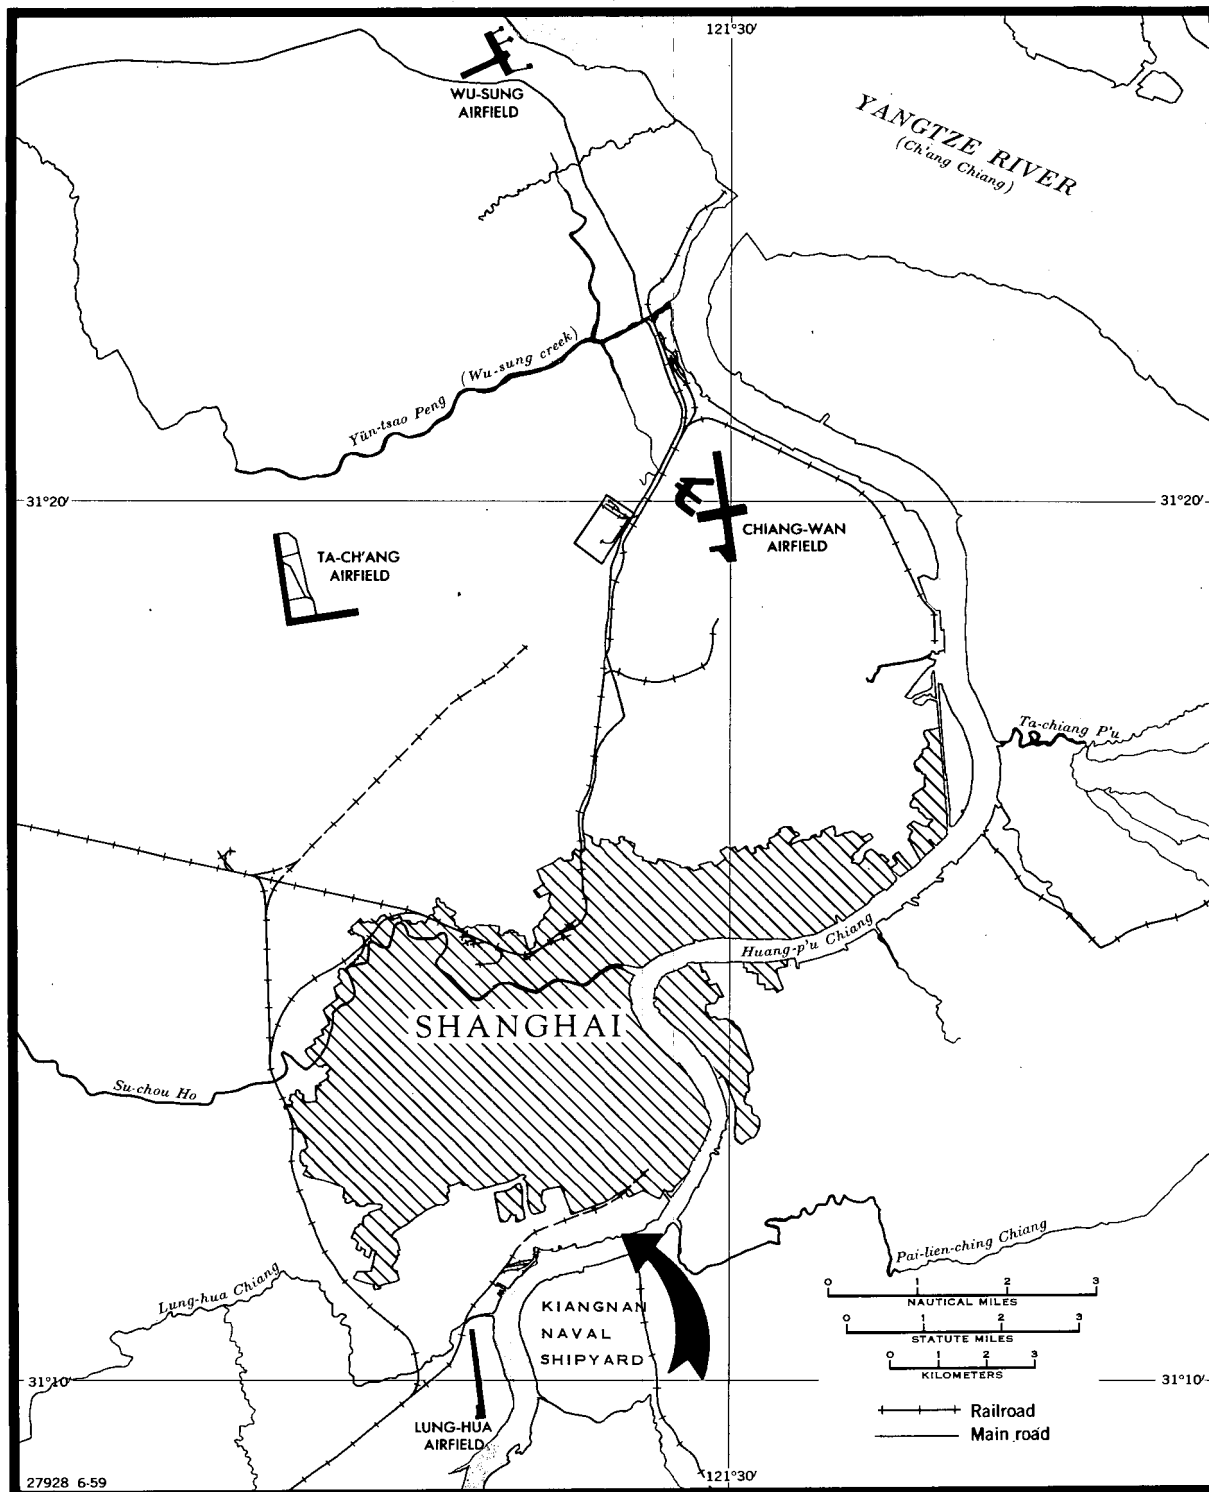 121°30'
WU-SUNG
AIRFIELD
YANGTZE RIVER
(Ch'ang Chiang)
Yün-tsao Peng (Wu-sung creek)
31°20'
31°20'
CHIANG-WAN
AIRFIELD
TA-CH'ANG
AIRFIELD
Ta-chiang P'u
Huang-p'u Chiang
SHANGHAI
Su-chou Ho
Pai-lien-ching Chiang
Lung-hua Chiang
KIANGNAN
NAVAL
SHIPYARD
0 1 2 3
NAUTICAL MILES
0 1 2 3
STATUTE MILES
0 1 2 3
KILOMETERS
31°10'
31°10'
Railroad
Main road
LUNG-HUA
AIRFIELD
121°30'
27928 6-59